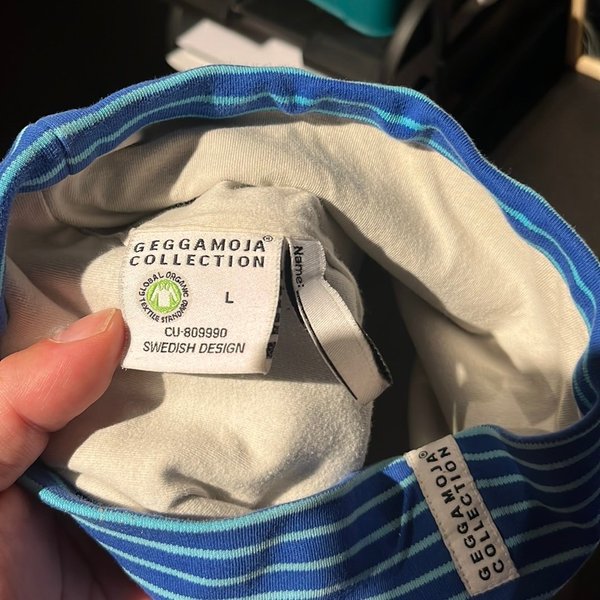 GEGGAMOJA®
COLLECTION
GLOBAL ORGANIC
TEXTILE STANDARD
L
CU-809990
SWEDISH DESIGN
Name:
GEGGAMOJA®
COLLECTION